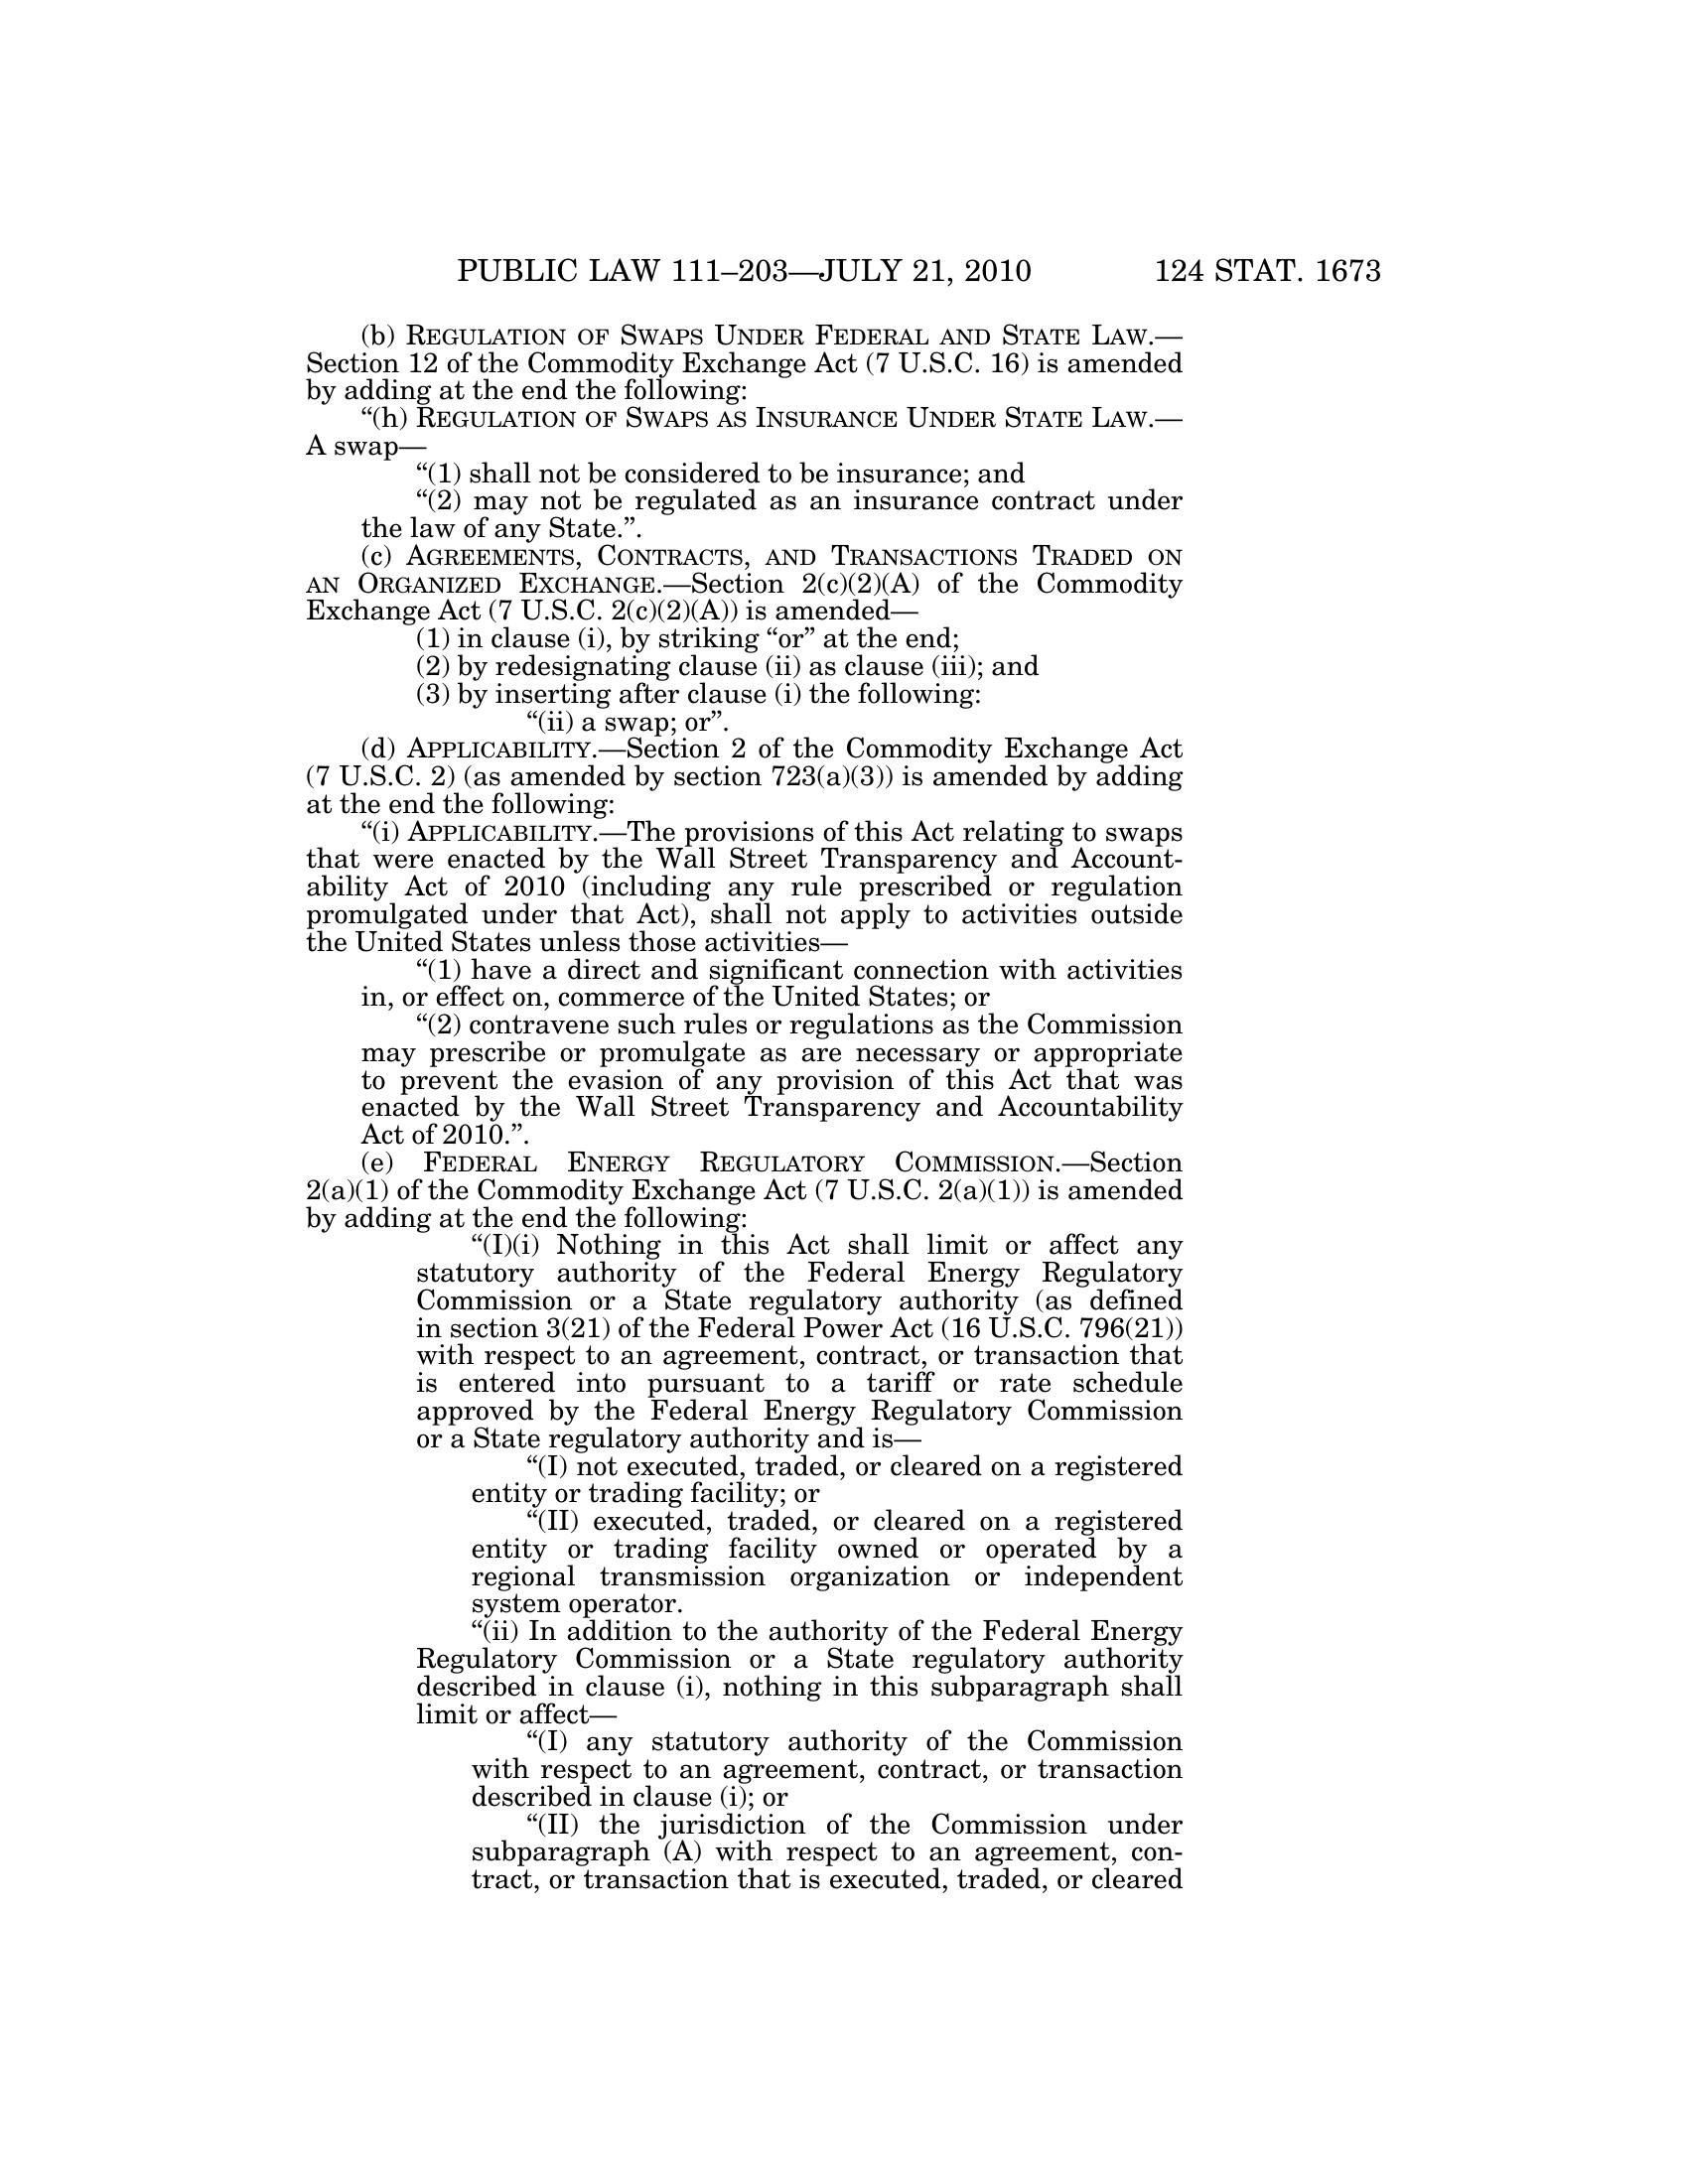 PUBLIC LAW 111–203—JULY 21, 2010 124 STAT. 1673
(b) REGULATION OF SWAPS UNDER FEDERAL AND STATE LAW.—
Section 12 of the Commodity Exchange Act (7 U.S.C. 16) is amended
by adding at the end the following:
“(h) REGULATION OF SWAPS AS INSURANCE UNDER STATE LAW.—
A swap—
“(1) shall not be considered to be insurance; and
“(2) may not be regulated as an insurance contract under
the law of any State.”.
(c) AGREEMENTS, CONTRACTS, AND TRANSACTIONS TRADED ON
AN ORGANIZED EXCHANGE.—Section 2(c)(2)(A) of the Commodity
Exchange Act (7 U.S.C. 2(c)(2)(A)) is amended—
(1) in clause (i), by striking “or” at the end;
(2) by redesignating clause (ii) as clause (iii); and
(3) by inserting after clause (i) the following:
“(ii) a swap; or”.
(d) APPLICABILITY.—Section 2 of the Commodity Exchange Act
(7 U.S.C. 2) (as amended by section 723(a)(3)) is amended by adding
at the end the following:
“(i) APPLICABILITY.—The provisions of this Act relating to swaps
that were enacted by the Wall Street Transparency and Account-
ability Act of 2010 (including any rule prescribed or regulation
promulgated under that Act), shall not apply to activities outside
the United States unless those activities—
“(1) have a direct and significant connection with activities
in, or effect on, commerce of the United States; or
“(2) contravene such rules or regulations as the Commission
may prescribe or promulgate as are necessary or appropriate
to prevent the evasion of any provision of this Act that was
enacted by the Wall Street Transparency and Accountability
Act of 2010.”.
(e) FEDERAL ENERGY REGULATORY COMMISSION.—Section
2(a)(1) of the Commodity Exchange Act (7 U.S.C. 2(a)(1)) is amended
by adding at the end the following:
“(I)(i) Nothing in this Act shall limit or affect any
statutory authority of the Federal Energy Regulatory
Commission or a State regulatory authority (as defined
in section 3(21) of the Federal Power Act (16 U.S.C. 796(21))
with respect to an agreement, contract, or transaction that
is entered into pursuant to a tariff or rate schedule
approved by the Federal Energy Regulatory Commission
or a State regulatory authority and is—
“(I) not executed, traded, or cleared on a registered
entity or trading facility; or
“(II) executed, traded, or cleared on a registered
entity or trading facility owned or operated by a
regional transmission organization or independent
system operator.
“(ii) In addition to the authority of the Federal Energy
Regulatory Commission or a State regulatory authority
described in clause (i), nothing in this subparagraph shall
limit or affect—
“(I) any statutory authority of the Commission
with respect to an agreement, contract, or transaction
described in clause (i); or
“(II) the jurisdiction of the Commission under
subparagraph (A) with respect to an agreement, con-
tract, or transaction that is executed, traded, or cleared